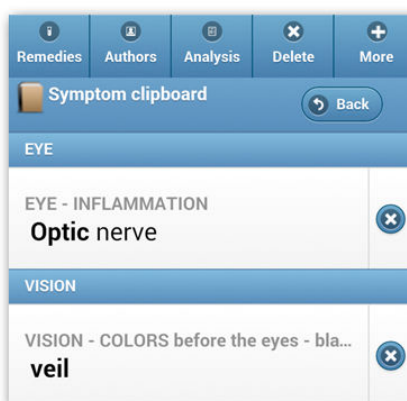 Remedies Authors Analysis Delete More
Symptom clipboard
Back
EYE
EYE - INFLAMMATION
Optic nerve
VISION
VISION - COLORS before the eyes - bla...
veil